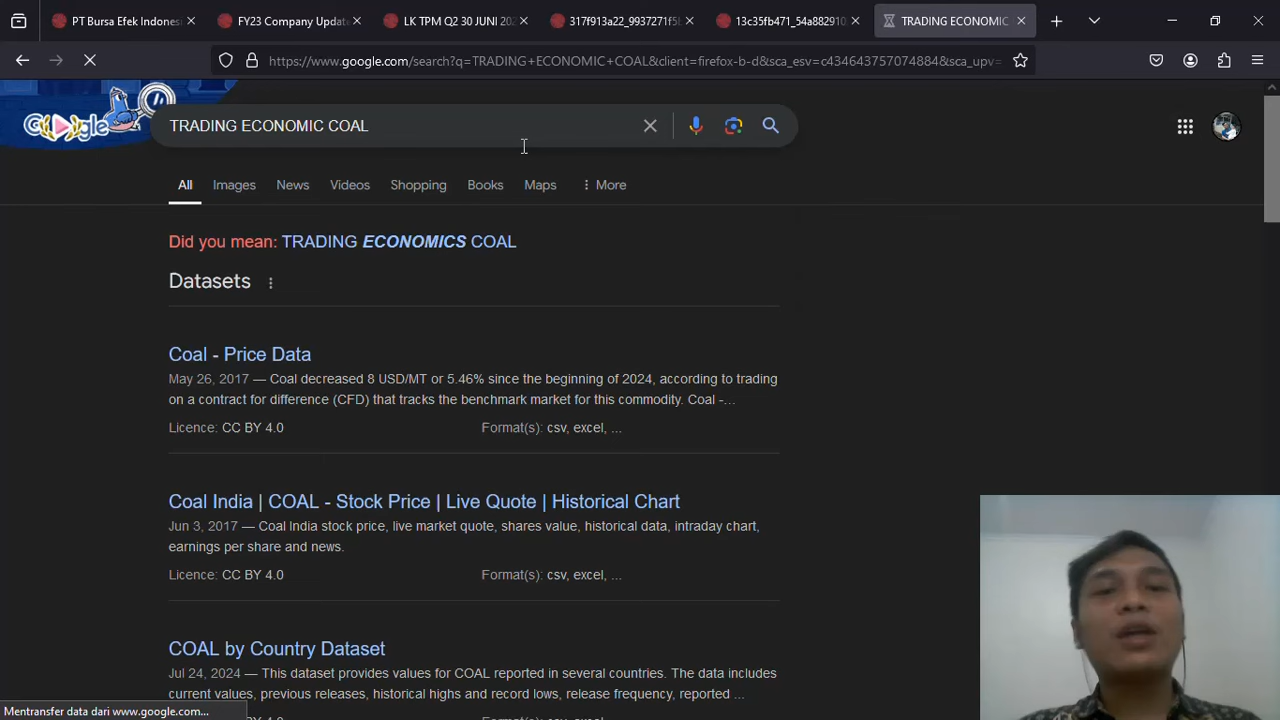 PT Bursa Efek Indones
FY23 Company Update
LK TPM Q2 30 JUNI 202
317f913a22_9937271f5
13c35fb471_54a882910
TRADING ECONOMIC
https://www.google.com/search?q=TRADING+ECONOMIC+COAL&client=firefox-b-d&sca_esv=c434643757074884&sca_upv=
Google
TRADING ECONOMIC COAL
All Images News Videos Shopping Books Maps More
Did you mean: TRADING ECONOMICS COAL
Datasets
Coal - Price Data
May 26, 2017 — Coal decreased 8 USD/MT or 5.46% since the beginning of 2024, according to trading
on a contract for difference (CFD) that tracks the benchmark market for this commodity. Coal -...
Licence: CC BY 4.0 Format(s): csv, excel, ...
Coal India | COAL - Stock Price | Live Quote | Historical Chart
Jun 3, 2017 — Coal India stock price, live market quote, shares value, historical data, intraday chart,
earnings per share and news.
Licence: CC BY 4.0 Format(s): csv, excel, ...
COAL by Country Dataset
Jul 24, 2024 — This dataset provides values for COAL reported in several countries. The data includes
current values, previous releases, historical highs and record lows, release frequency, reported ...
Mentransfer data dari www.google.com...